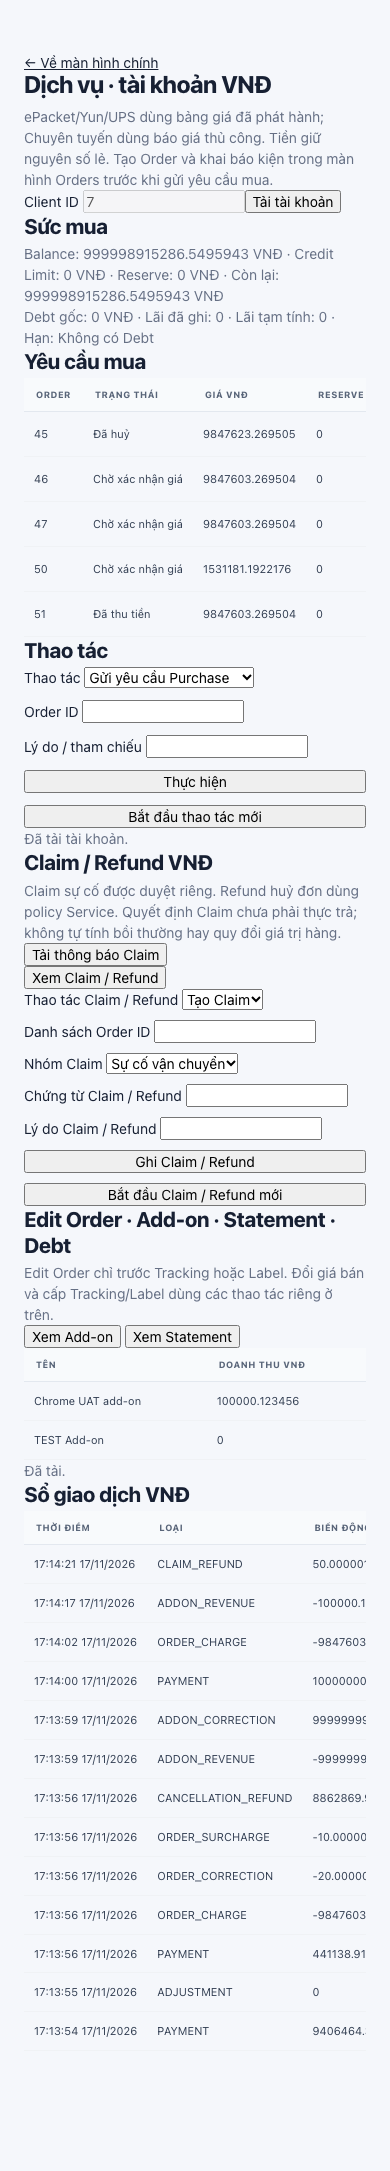 ← Về màn hình chính
Dịch vụ · tài khoản VNĐ
ePacket/Yun/UPS dùng bảng giá đã phát hành;
Chuyên tuyến dùng báo giá thủ công. Tiền giữ
nguyên số lẻ. Tạo Order và khai báo kiện trong màn
hình Orders trước khi gửi yêu cầu mua.
Client ID 7 Tải tài khoản
Sức mua
Balance: 999998915286.5495943 VNĐ · Credit
Limit: 0 VNĐ · Reserve: 0 VNĐ · Còn lại:
999998915286.5495943 VNĐ
Debt gốc: 0 VNĐ · Lãi đã ghi: 0 · Lãi tạm tính: 0 ·
Hạn: Không có Debt
Yêu cầu mua
ORDER TRẠNG THÁI GIÁ VNĐ RESERVE
45 Đã huỷ 9847623.269505 0
46 Chờ xác nhận giá 9847603.269504 0
47 Chờ xác nhận giá 9847603.269504 0
50 Chờ xác nhận giá 1531181.1922176 0
51 Đã thu tiền 9847603.269504 0
Thao tác
Thao tác Gửi yêu cầu Purchase
Order ID
Lý do / tham chiếu
Thực hiện
Bắt đầu thao tác mới
Đã tải tài khoản.
Claim / Refund VNĐ
Claim sự cố được duyệt riêng. Refund huỷ đơn dùng
policy Service. Quyết định Claim chưa phải thực trả;
không tự tính bồi thường hay quy đổi giá trị hàng.
Tải thông báo Claim
Xem Claim / Refund
Thao tác Claim / Refund Tạo Claim
Danh sách Order ID
Nhóm Claim Sự cố vận chuyển
Chứng từ Claim / Refund
Lý do Claim / Refund
Ghi Claim / Refund
Bắt đầu Claim / Refund mới
Edit Order · Add-on · Statement ·
Debt
Edit Order chỉ trước Tracking hoặc Label. Đổi giá bán
và cấp Tracking/Label dùng các thao tác riêng ở
trên.
Xem Add-on Xem Statement
TÊN DOANH THU VNĐ
Chrome UAT add-on 100000.123456
TEST Add-on 0
Đã tải.
Sổ giao dịch VNĐ
THỜI ĐIỂM LOẠI BIẾN ĐỘNG
17:14:21 17/11/2026 CLAIM_REFUND 50.000001
17:14:17 17/11/2026 ADDON_REVENUE -100000.1
17:14:02 17/11/2026 ORDER_CHARGE -9847603
17:14:00 17/11/2026 PAYMENT 10000000
17:13:59 17/11/2026 ADDON_CORRECTION 99999999
17:13:59 17/11/2026 ADDON_REVENUE -9999999
17:13:56 17/11/2026 CANCELLATION_REFUND 8862869.
17:13:56 17/11/2026 ORDER_SURCHARGE -10.00000
17:13:56 17/11/2026 ORDER_CORRECTION -20.00000
17:13:56 17/11/2026 ORDER_CHARGE -9847603
17:13:56 17/11/2026 PAYMENT 441138.91
17:13:55 17/11/2026 ADJUSTMENT 0
17:13:54 17/11/2026 PAYMENT 9406464.